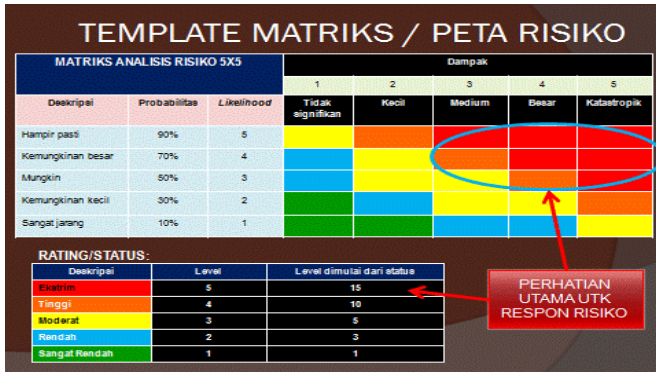 TEMPLATE MATRIKS / PETA RISIKO
MATRIKS ANALISIS RISIKO 5X5 Dampak
1 2 3 4 5
Deskripsi Probabilitas Likelihood Tidak signifikan Kecil Medium Besar Katastropik
Hampir pasti 90% 5
Kemungkinan besar 70% 4
Mungkin 50% 3
Kemungkinan kecil 30% 2
Sangat jarang 10% 1
RATING/STATUS:
Deskripsi Level Level dimulai dari status
Ekstrim 5 15
Tinggi 4 10
Moderat 3 5
Rendah 2 3
Sangat Rendah 1 1
PERHATIAN
UTAMA UTK
RESPON RISIKO